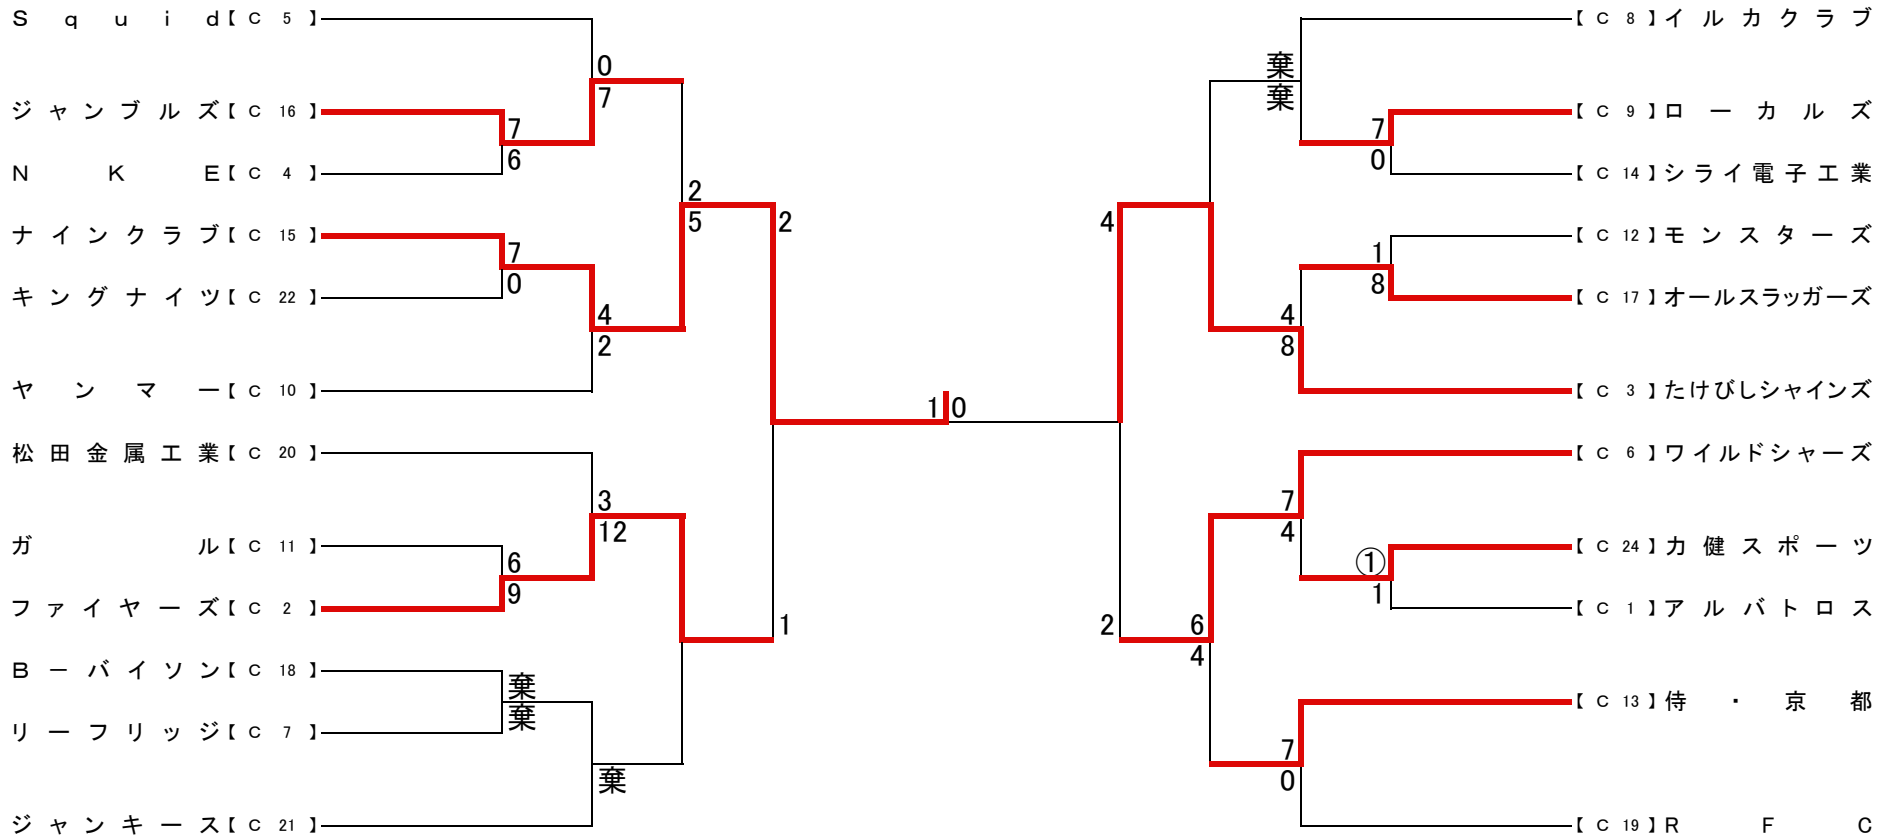 Ｓｑｕｉｄ【 C 5 】
【 C 8 】イルカクラブ
0
棄
7
棄
ジャンブルズ【 C 16 】
【 C 9 】ローカルズ
7
7
6
0
ＮＫＥ【 C 4 】
【 C 14 】シライ電子工業
2
5
2
4
ナインクラブ【 C 15 】
【 C 12 】モンスターズ
7
1
0
8
キングナイツ【 C 22 】
【 C 17 】オールスラッガーズ
4
4
2
8
ヤンマー【 C 10 】
【 C 3 】たけびしシャインズ
1 0
松田金属工業【 C 20 】
【 C 6 】ワイルドシャーズ
3
7
12
4
ガル【 C 11 】
【 C 24 】力健スポーツ
6
①
9
1
ファイヤーズ【 C 2 】
【 C 1 】アルバトロス
1
2
6
4
Ｂーバイソン【 C 18 】
棄
棄
【 C 13 】侍・京都
リーフリッジ【 C 7 】
7
棄
0
ジャンキース【 C 21 】
【 C 19 】ＲＦＣ